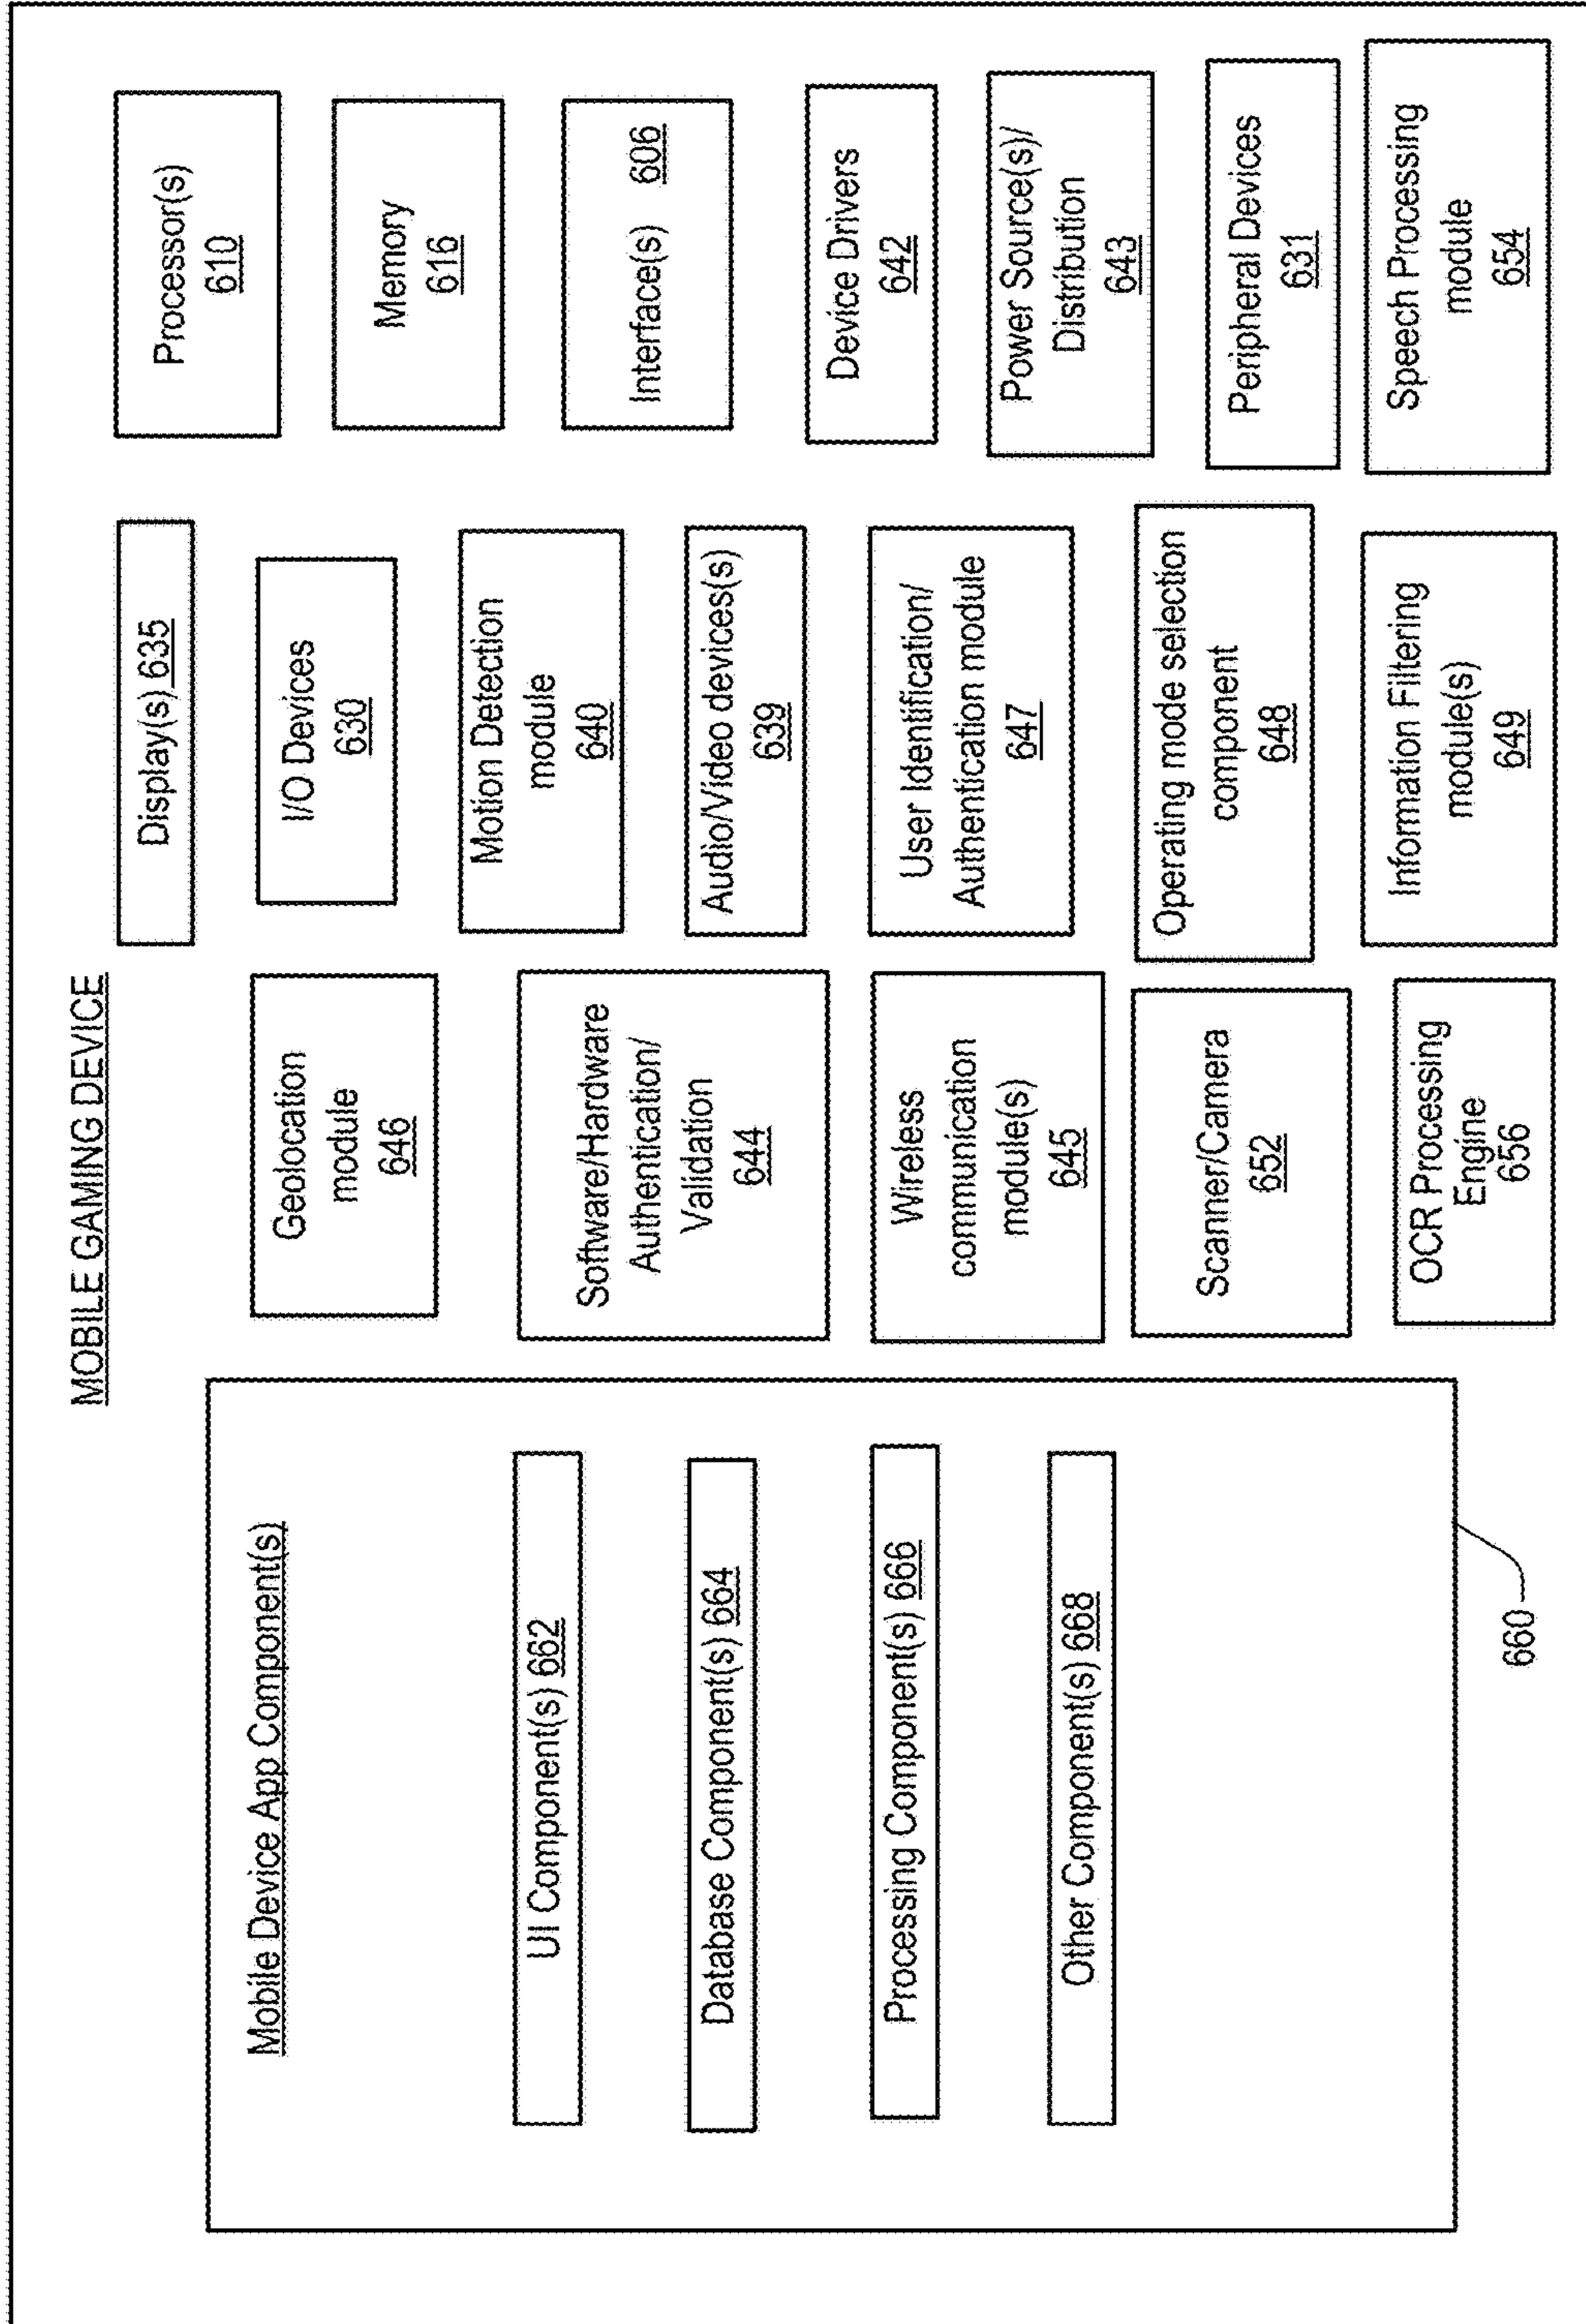 MOBILE GAMING DEVICE
Mobile Device App Component(s)
UI Component(s) 662
Database Component(s) 664
Processing Component(s) 666
Other Component(s) 668
660
Geolocation
module
646
Software/Hardware
Authentication/
Validation
644
Wireless
communication
module(s)
645
Scanner/Camera
652
OCR Processing
Engine
656
Display(s) 635
I/O Devices
630
Motion Detection
module
640
Audio/Video devices(s)
639
User Identification/
Authentication module
647
Operating mode selection
component
648
Information Filtering
module(s)
649
Processor(s)
610
Memory
616
Interface(s) 606
Device Drivers
642
Power Source(s)/
Distribution
643
Peripheral Devices
631
Speech Processing
module
654